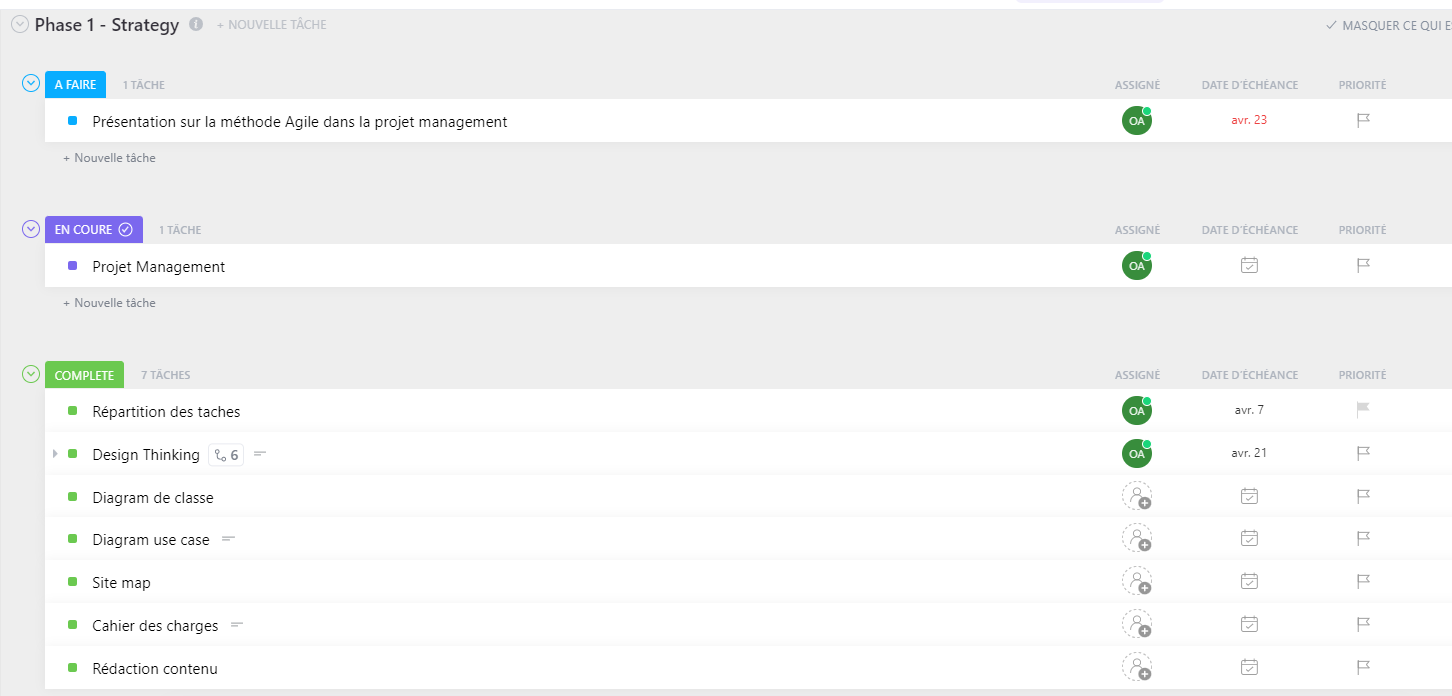 Phase 1 - Strategy + NOUVELLE TÂCHE MASQUER CE QUI E
A FAIRE 1 TÂCHE ASSIGNÉ DATE D'ÉCHÉANCE PRIORITÉ
Présentation sur la méthode Agile dans la projet management OA avr. 23
+ Nouvelle tâche
EN COURE 1 TÂCHE ASSIGNÉ DATE D'ÉCHÉANCE PRIORITÉ
Projet Management OA
+ Nouvelle tâche
COMPLETE 7 TÂCHES ASSIGNÉ DATE D'ÉCHÉANCE PRIORITÉ
Répartition des taches OA avr. 7
Design Thinking 6 OA avr. 21
Diagram de classe
Diagram use case
Site map
Cahier des charges
Rédaction contenu